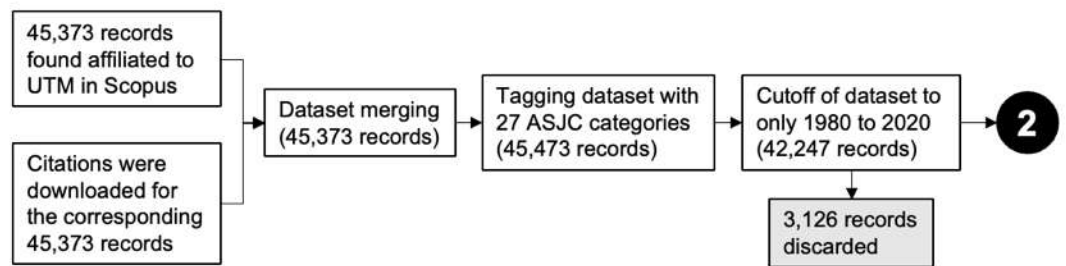 45,373 records
found affiliated to
UTM in Scopus
Citations were
downloaded for
the corresponding
45,373 records
Dataset merging
(45,373 records)
Tagging dataset with
27 ASJC categories
(45,473 records)
Cutoff of dataset to
only 1980 to 2020
(42,247 records)
3,126 records
discarded
2